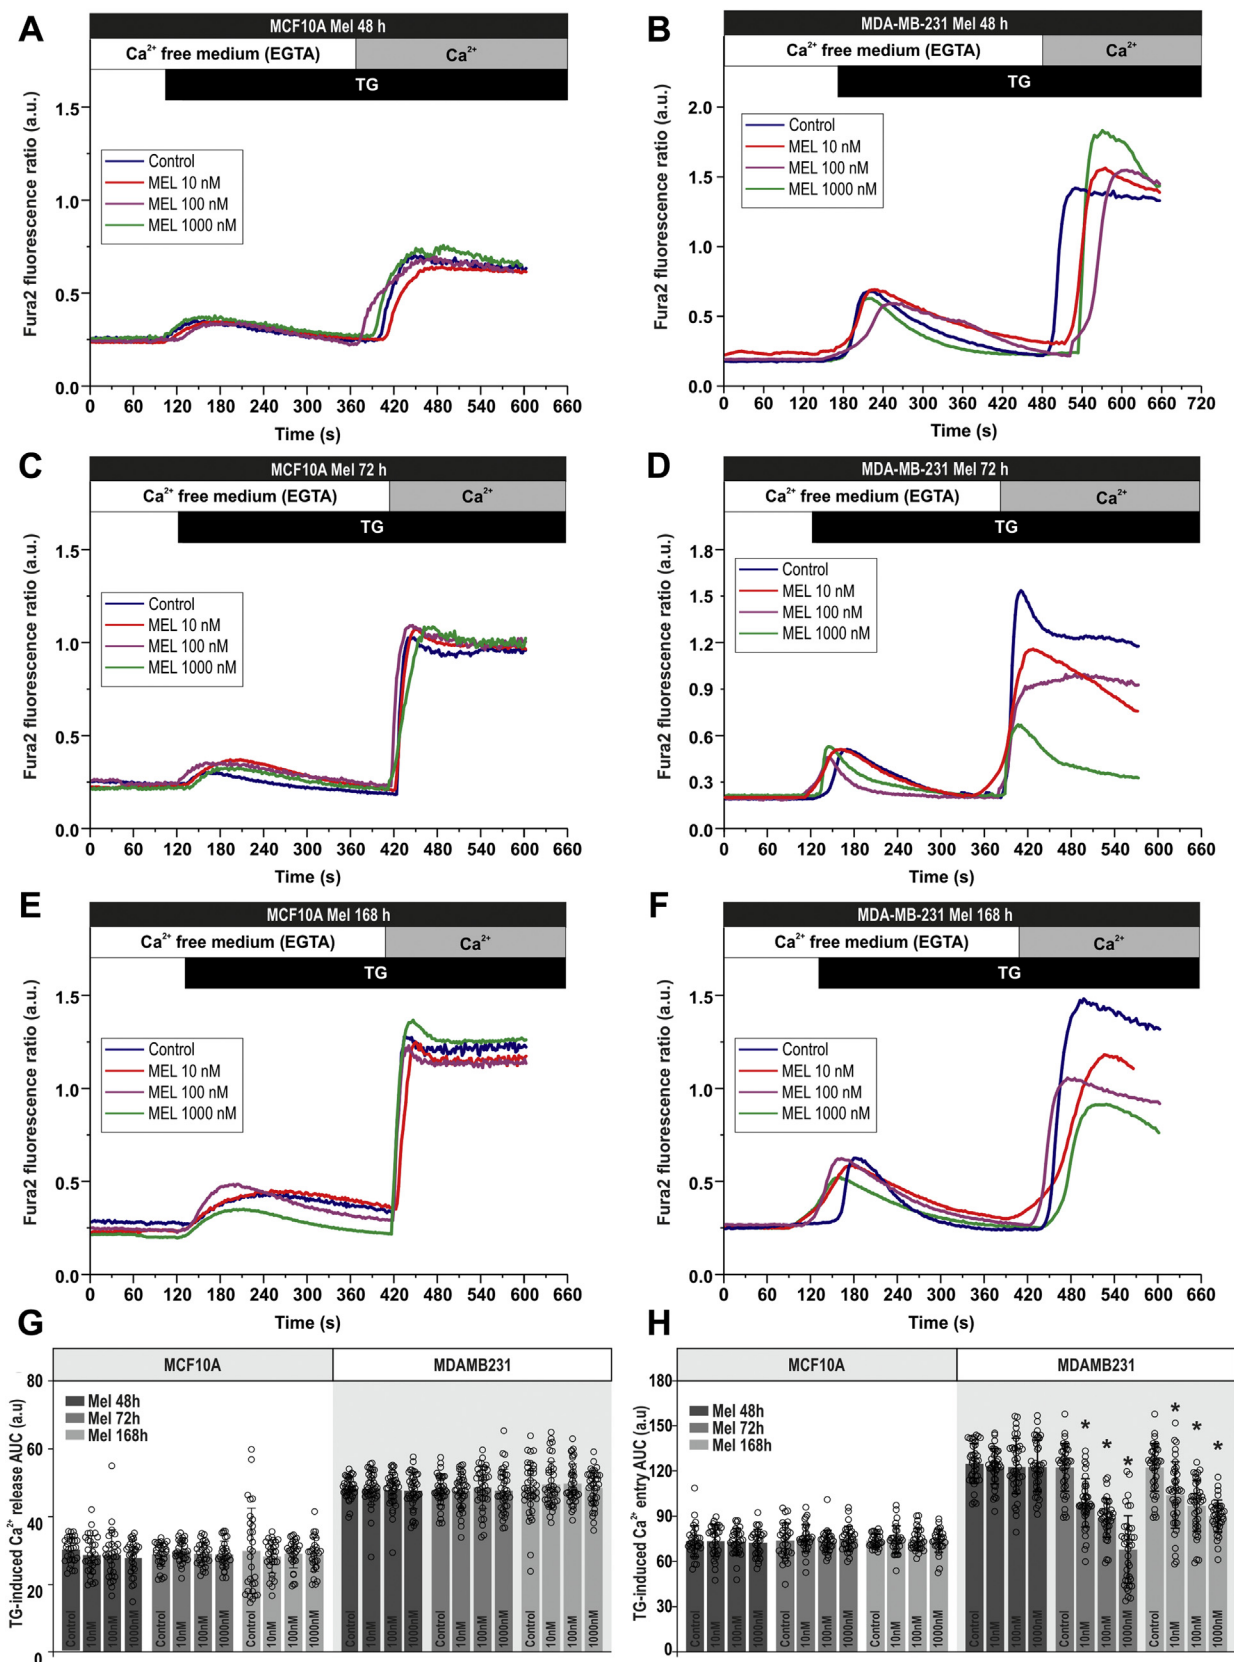 A
MCF10A Mel 48 h
Ca²⁺ free medium (EGTA)
Ca²⁺
TG
Fura2 fluorescence ratio (a.u.)
1.5
1.0
0.5
0.0
Control
MEL 10 nM
MEL 100 nM
MEL 1000 nM
0 60 120 180 240 300 360 420 480 540 600 660
Time (s)
B
MDA-MB-231 Mel 48 h
Ca²⁺ free medium (EGTA)
Ca²⁺
TG
Fura2 fluorescence ratio (a.u.)
2.0
1.5
1.0
0.5
0.0
Control
MEL 10 nM
MEL 100 nM
MEL 1000 nM
0 60 120 180 240 300 360 420 480 540 600 660 720
Time (s)
C
MCF10A Mel 72 h
Ca²⁺ free medium (EGTA)
Ca²⁺
TG
Fura2 fluorescence ratio (a.u.)
1.5
1.0
0.5
0.0
Control
MEL 10 nM
MEL 100 nM
MEL 1000 nM
0 60 120 180 240 300 360 420 480 540 600 660
Time (s)
D
MDA-MB-231 Mel 72 h
Ca²⁺ free medium (EGTA)
Ca²⁺
TG
Fura2 fluorescence ratio (a.u.)
1.8
1.5
1.2
0.9
0.6
0.3
0.0
Control
MEL 10 nM
MEL 100 nM
MEL 1000 nM
0 60 120 180 240 300 360 420 480 540 600 660
Time (s)
E
MCF10A Mel 168 h
Ca²⁺ free medium (EGTA)
Ca²⁺
TG
Fura2 fluorescence ratio (a.u.)
1.5
1.0
0.5
0.0
Control
MEL 10 nM
MEL 100 nM
MEL 1000 nM
0 60 120 180 240 300 360 420 480 540 600 660
Time (s)
F
MDA-MB-231 Mel 168 h
Ca²⁺ free medium (EGTA)
Ca²⁺
TG
Fura2 fluorescence ratio (a.u.)
1.5
1.0
0.5
0.0
Control
MEL 10 nM
MEL 100 nM
MEL 1000 nM
0 60 120 180 240 300 360 420 480 540 600 660
Time (s)
G
MCF10A
MDAMB231
TG-induced Ca²⁺ release AUC (a.u)
80
60
40
20
0
Mel 48h
Mel 72h
Mel 168h
Control 10nM 100nM 1000nM Control 10nM 100nM 1000nM Control 10nM 100nM 1000nM Control 10nM 100nM 1000nM Control 10nM 100nM 1000nM Control 10nM 100nM 1000nM
H
MCF10A
MDAMB231
TG-induced Ca²⁺ entry AUC (a.u)
180
150
120
90
60
30
0
Mel 48h
Mel 72h
Mel 168h
* * * * * *
Control 10nM 100nM 1000nM Control 10nM 100nM 1000nM Control 10nM 100nM 1000nM Control 10nM 100nM 1000nM Control 10nM 100nM 1000nM Control 10nM 100nM 1000nM